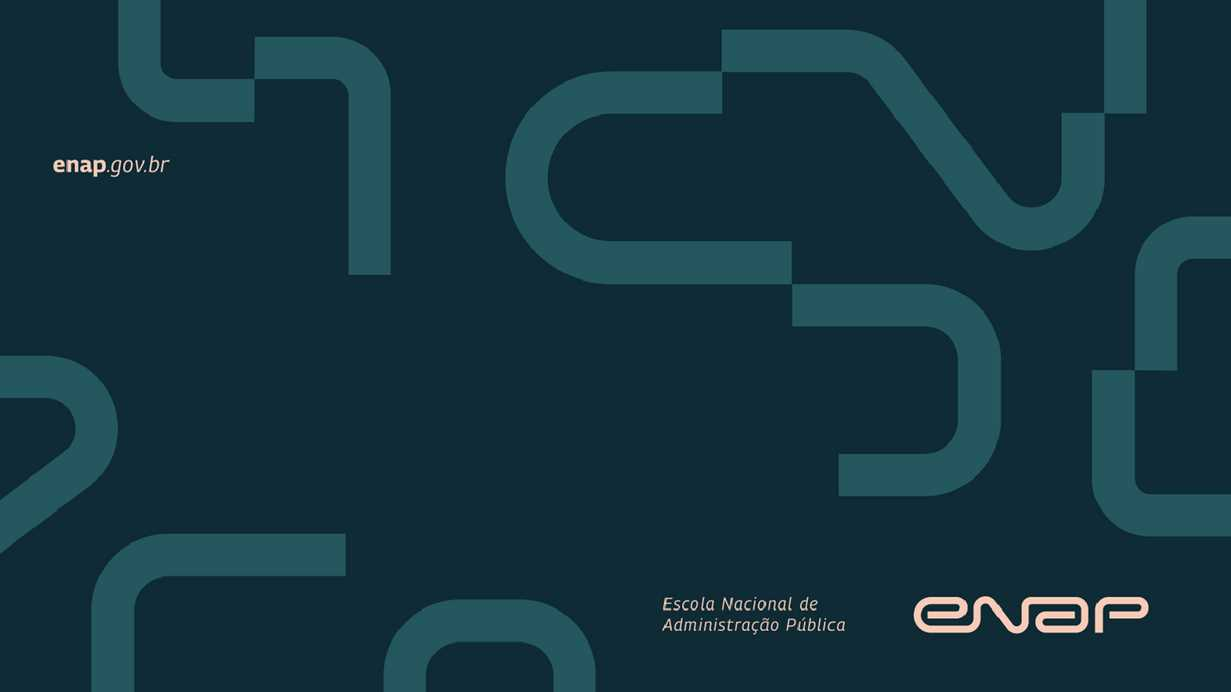 enap.gov.br
Escola Nacional de
Administração Pública
enap